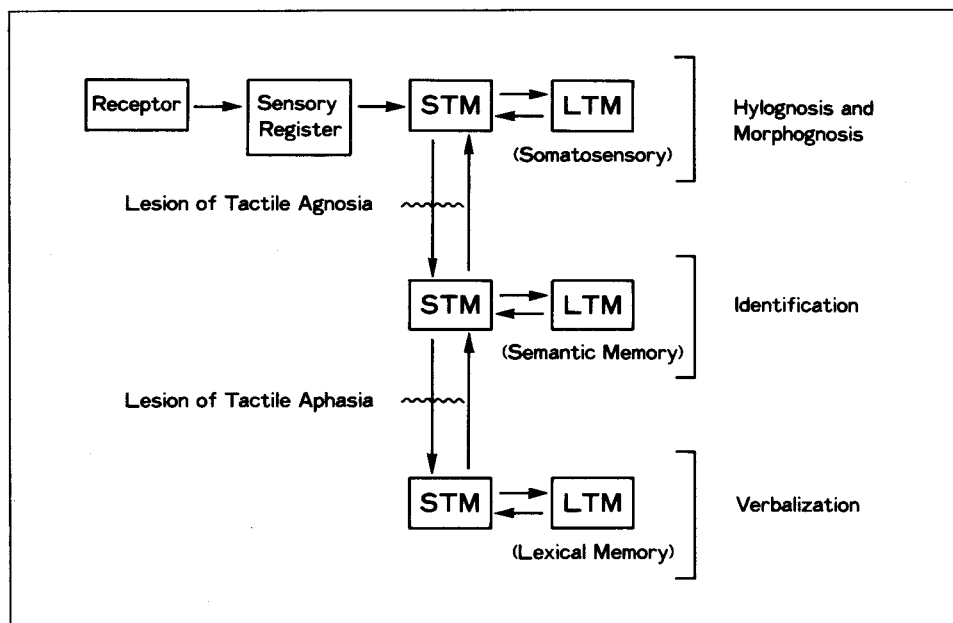 Receptor
Sensory
Register
STM
LTM
(Somatosensory)
Hylognosis and
Morphognosis
Lesion of Tactile Agnosia
STM
LTM
(Semantic Memory)
Identification
Lesion of Tactile Aphasia
STM
LTM
(Lexical Memory)
Verbalization